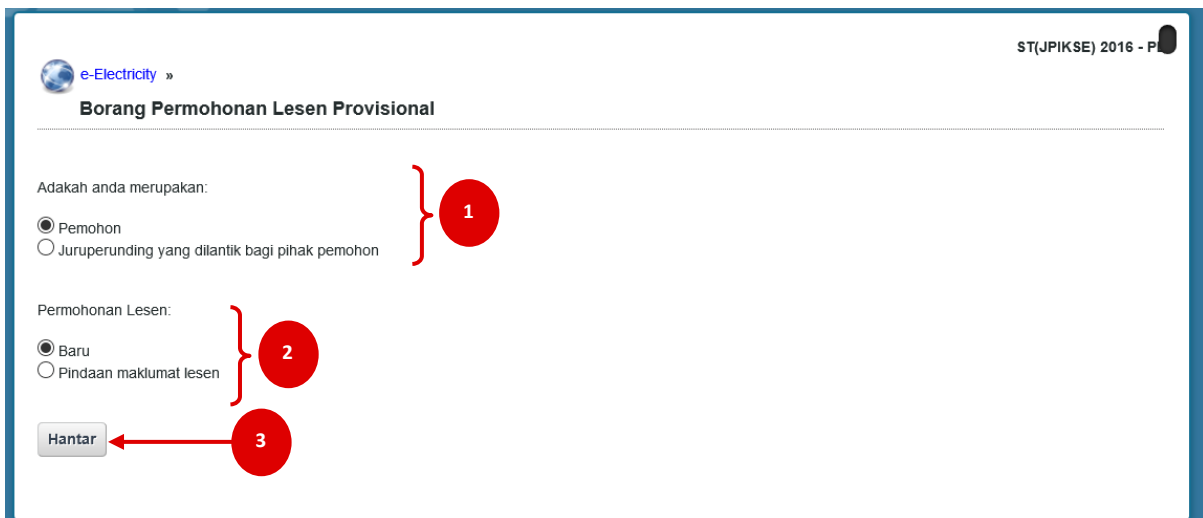 ST(JPIKSE) 2016 -
e-Electricity »
Borang Permohonan Lesen Provisional
Adakah anda merupakan:
Pemohon
Juruperunding yang dilantik bagi pihak pemohon
1
Permohonan Lesen:
Baru
Pindaan maklumat lesen
2
Hantar
3